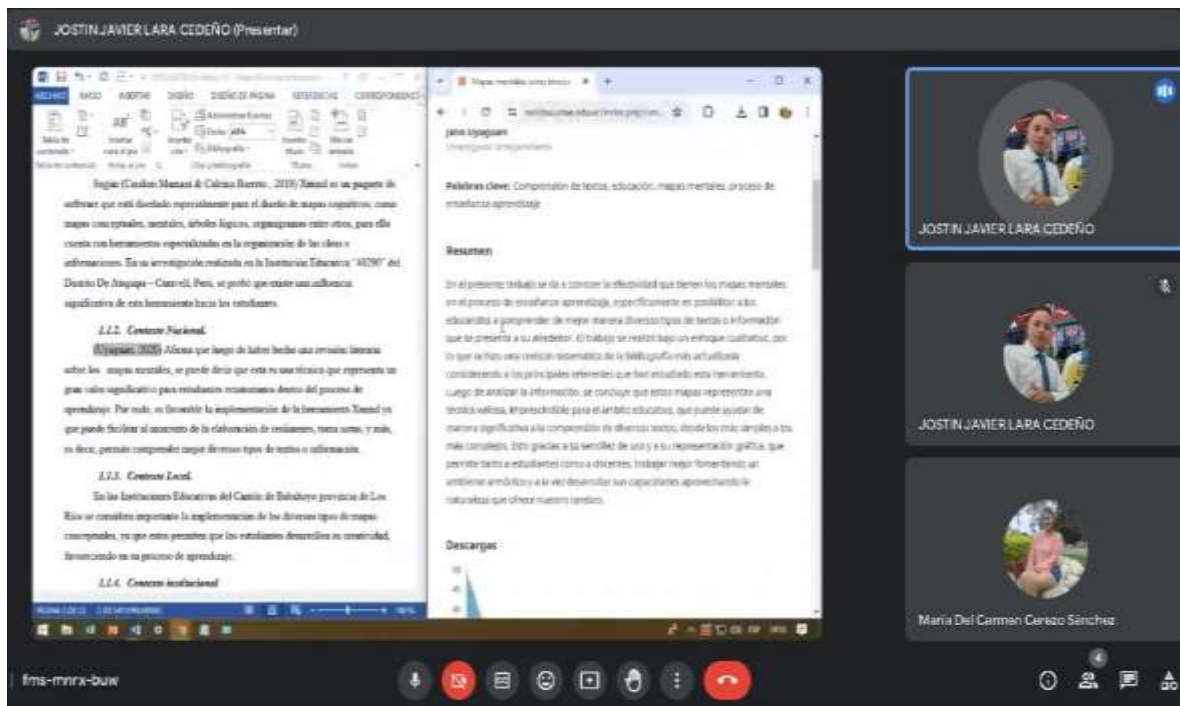 JOSTIN JAVIER LARA CEDEÑO (Presentar)
ARCHIVO INICIO INSERTAR DISEÑO DISEÑO DE PÁGINA REFERENCIAS CORRESPONDENCI
Según (Condori Mamani & Calcina Barreto, 2019) Xmind es un paquete de
software que está diseñado especialmente para el diseño de mapas cognitivos, como
mapas conceptuales, mentales, árboles lógicos, organigramas entre otros, para ello
cuenta con herramientas especializadas en la organización de las ideas o
informaciones. En su investigación realizada en la Institución Educativa "40290" del
Distrito De Atiquipa – Caravelí, Perú, se probó que existe una influencia
significativa de esta herramienta hacia los estudiantes.
1.1.2. Contexto Nacional.
(Uyaguari, 2020) Afirma que luego de haber hecho una revisión literaria
sobre los mapas mentales, se puede decir que esta es una técnica que representa un
gran valor significativo para estudiantes ecuatorianos dentro del proceso de
aprendizaje. Por ende, es favorable la implementación de la herramienta Xmind ya
que puede facilitar al momento de la elaboración de resúmenes, toma notas, y más,
es decir, permite comprender mejor diversos tipos de textos o información.
1.1.3. Contexto Local.
En las Instituciones Educativas del Cantón de Babahoyo provincia de Los
Ríos se considera importante la implementación de los diversos tipos de mapas
conceptuales, ya que estos permiten que los estudiantes desarrollen su creatividad,
favoreciendo en su proceso de aprendizaje.
1.1.4. Contexto institucional
Mapas mentales como técnica
Uyaguari
Investigador Independiente
Palabras clave: Comprensión de textos, educación, mapas mentales, proceso de
enseñanza aprendizaje
Resumen
En el presente trabajo se da a conocer la efectividad que tienen los mapas mentales
en el proceso de enseñanza aprendizaje, específicamente en posibilitar a los
educandos a comprender de mejor manera diversos tipos de textos o información
que se presenta a su alrededor. El trabajo se realizó bajo un enfoque cualitativo, por
lo que se hizo una revisión sistemática de la bibliografía más actualizada
considerando a los principales referentes que han estudiado esta herramienta.
Luego de analizar la información, se concluye que estos mapas representan una
técnica valiosa, imprescindible para el ámbito educativo, que puede ayudar de
manera significativa a la comprensión de diversos textos, desde los más simples a los
más complejos. Esto gracias a su sencillez de uso y a su representación gráfica, que
permite tanto a estudiantes como a docentes, trabajar mejor fomentando un
ambiente armónico y a la vez desarrollar sus capacidades aprovechando la
naturaleza que ofrece nuestro cerebro.
Descargas
JOSTIN JAVIER LARA CEDEÑO
JOSTIN JAVIER LARA CEDEÑO
María Del Carmen Cerezo Sánchez
fms-mnrx-buw
4